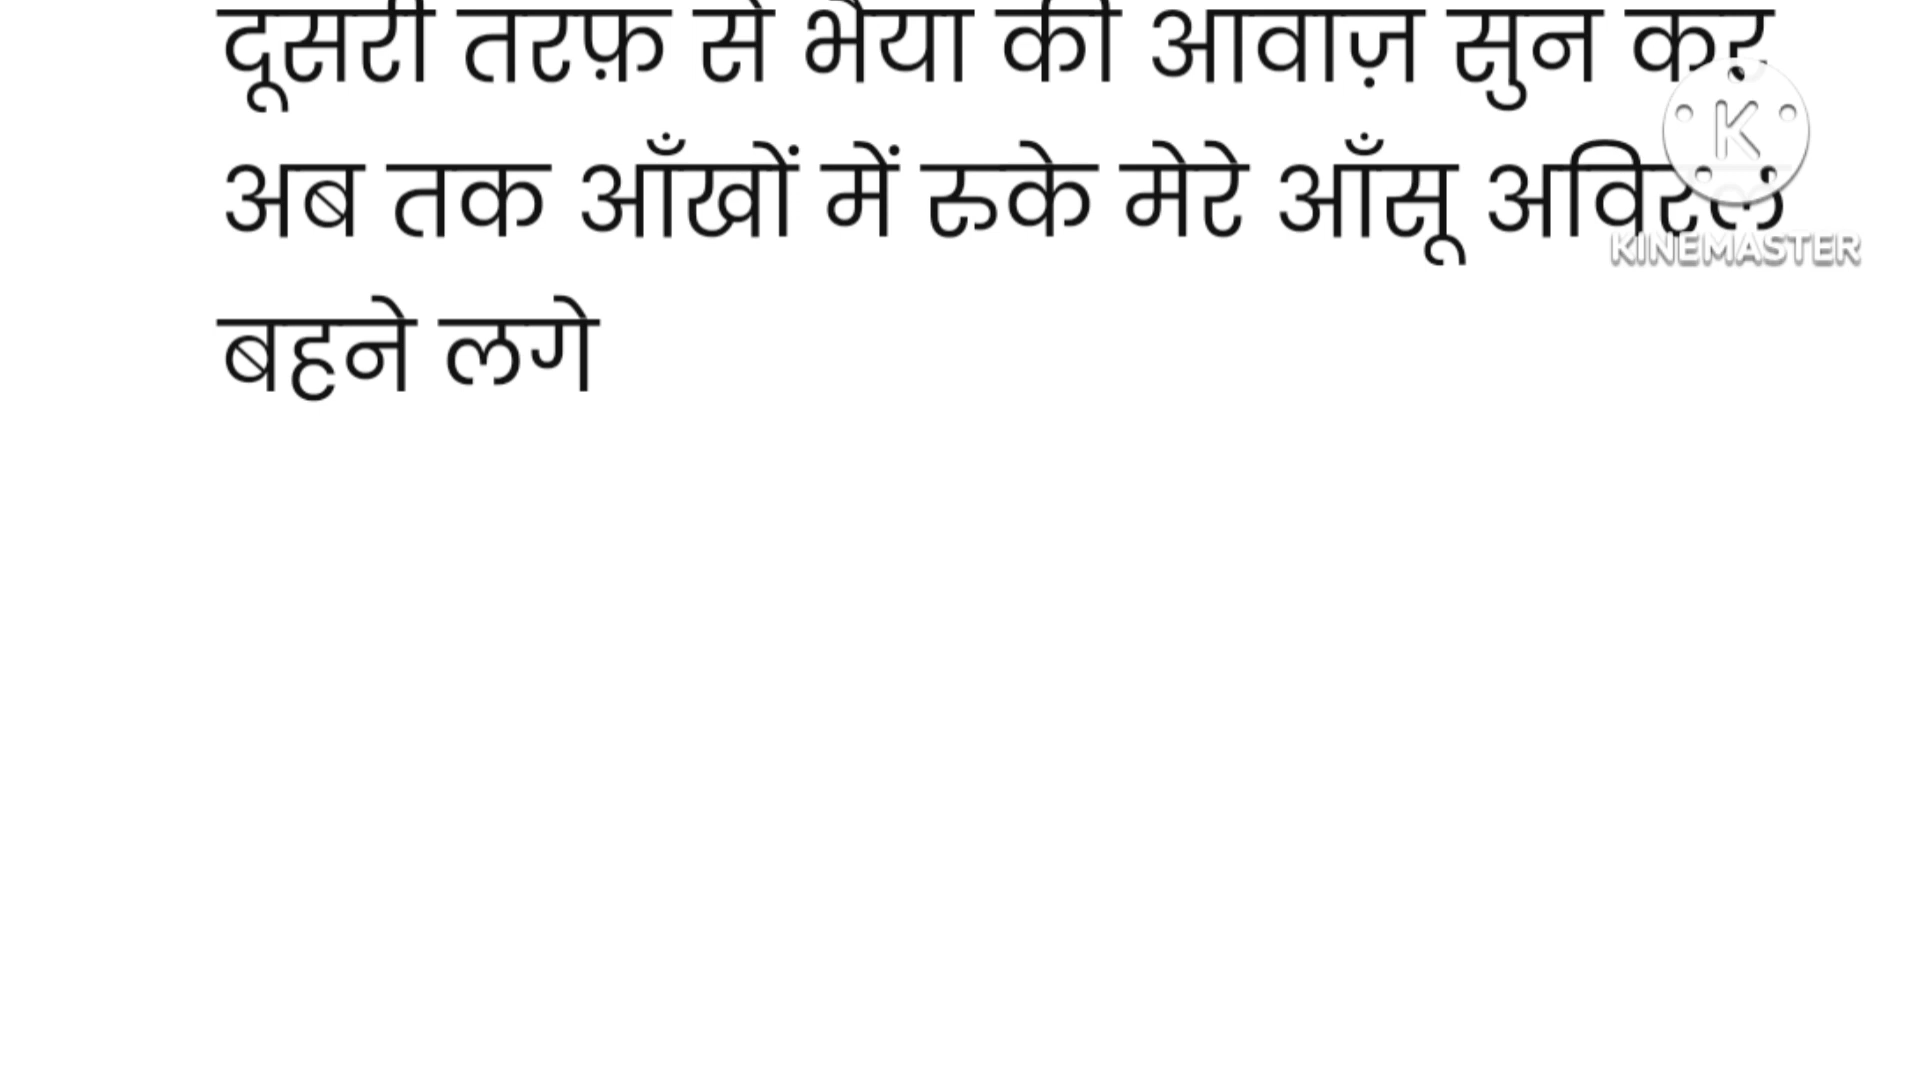 दूसरी तरफ़ से भैया की आवाज़ सुन कर
अब तक आँखों में रुके मेरे आँसू अविरल
बहने लगे
K
KINEMASTER